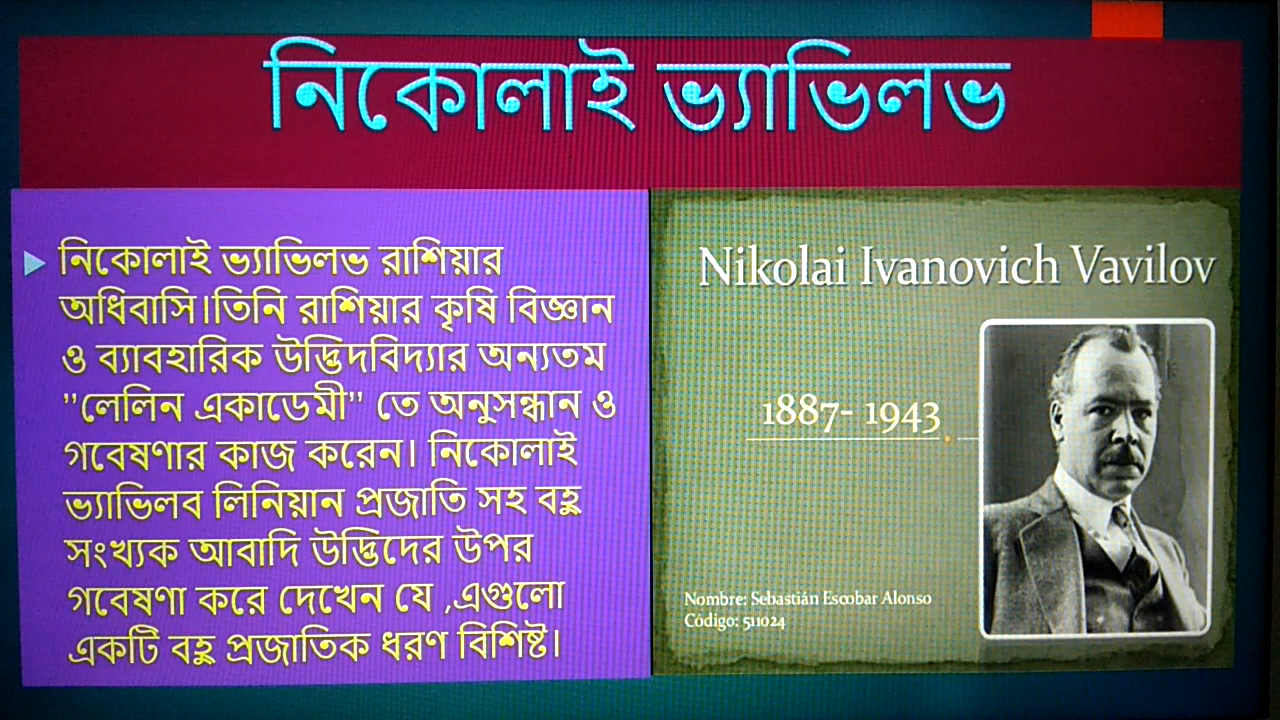 নিকোলাই ভ্যাভিলভ
নিকোলাই ভ্যাভিলভ রাশিয়ার
অধিবাসি।তিনি রাশিয়ার কৃষি বিজ্ঞান
ও ব্যাবহারিক উদ্ভিদবিদ্যার অন্যতম
"লেলিন একাডেমী" তে অনুসন্ধান ও
গবেষণার কাজ করেন। নিকোলাই
ভ্যাভিলব লিনিয়ান প্রজাতি সহ বহু
সংখ্যক আবাদি উদ্ভিদের উপর
গবেষণা করে দেখেন যে ,এগুলো
একটি বহু প্রজাতিক ধরণ বিশিষ্ট।
Nikolai Ivanovich Vavilov
1887- 1943
Nombre: Sebastián Escobar Alonso
Código: 511024